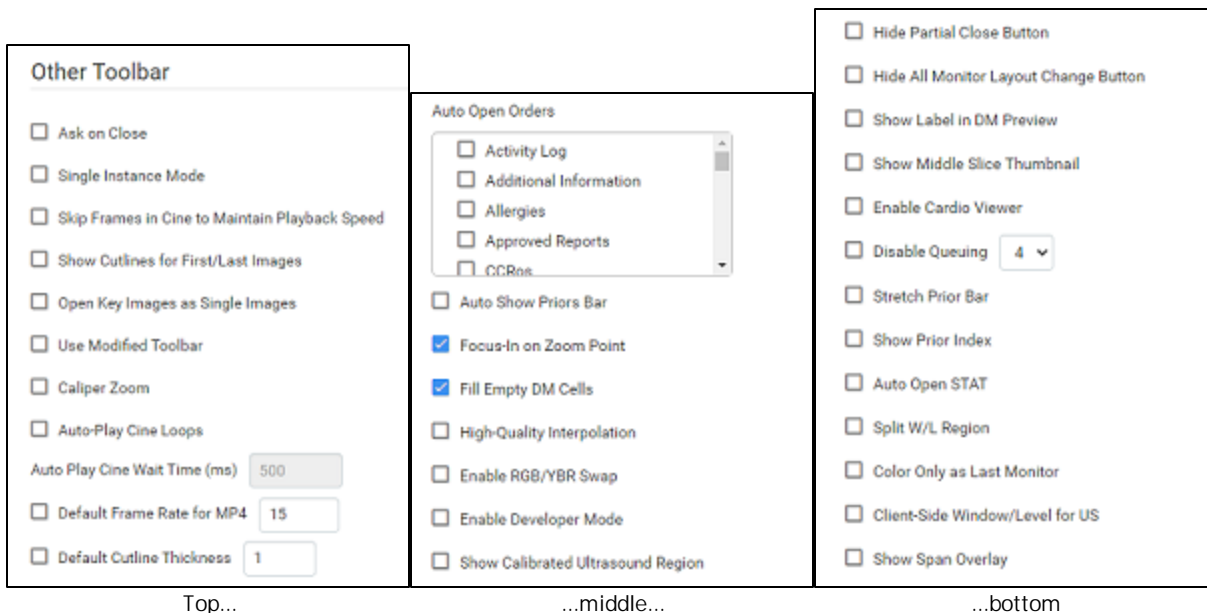 Other Toolbar
Ask on Close
Single Instance Mode
Skip Frames in Cine to Maintain Playback Speed
Show Cutlines for First/Last Images
Open Key Images as Single Images
Use Modified Toolbar
Caliper Zoom
Auto-Play Cine Loops
Auto Play Cine Wait Time (ms) 500
Default Frame Rate for MP4 15
Default Cutline Thickness 1
Top...
Auto Open Orders
Activity Log
Additional Information
Allergies
Approved Reports
CCRos
Auto Show Priors Bar
Focus-In on Zoom Point
Fill Empty DM Cells
High-Quality Interpolation
Enable RGB/YBR Swap
Enable Developer Mode
Show Calibrated Ultrasound Region
...middle...
Hide Partial Close Button
Hide All Monitor Layout Change Button
Show Label in DM Preview
Show Middle Slice Thumbnail
Enable Cardio Viewer
Disable Queuing 4
Stretch Prior Bar
Show Prior Index
Auto Open STAT
Split W/L Region
Color Only as Last Monitor
Client-Side Window/Level for US
Show Span Overlay
...bottom